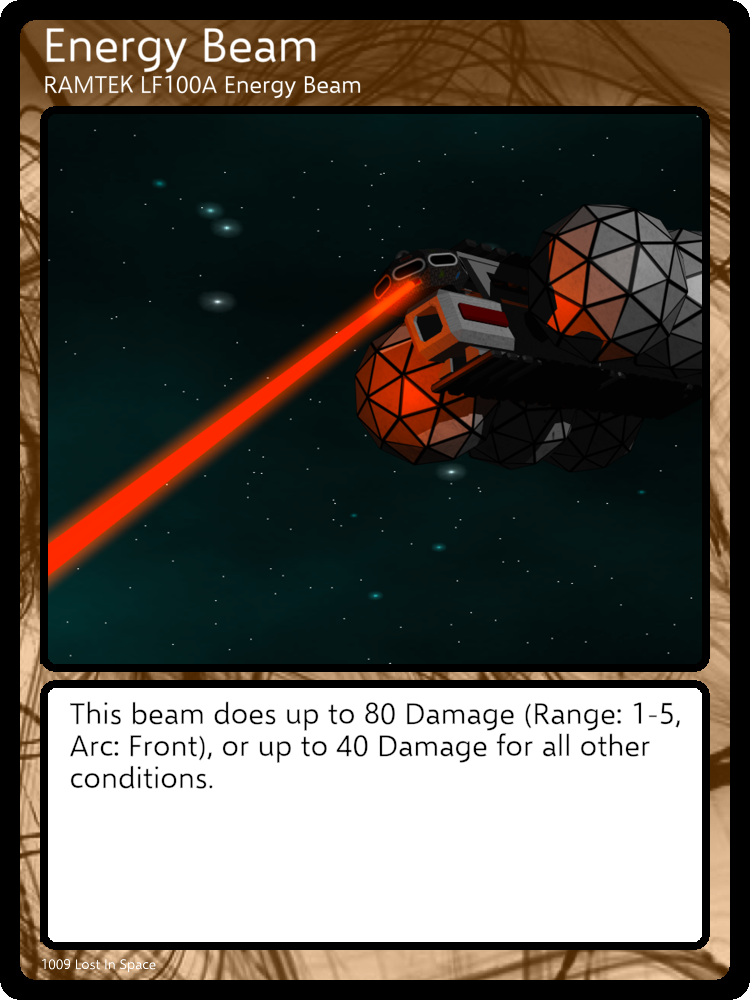 Energy Beam
RAMTEK LF100A Energy Beam
This beam does up to 80 Damage (Range: 1-5,
Arc: Front), or up to 40 Damage for all other
conditions.
1009 Lost In Space